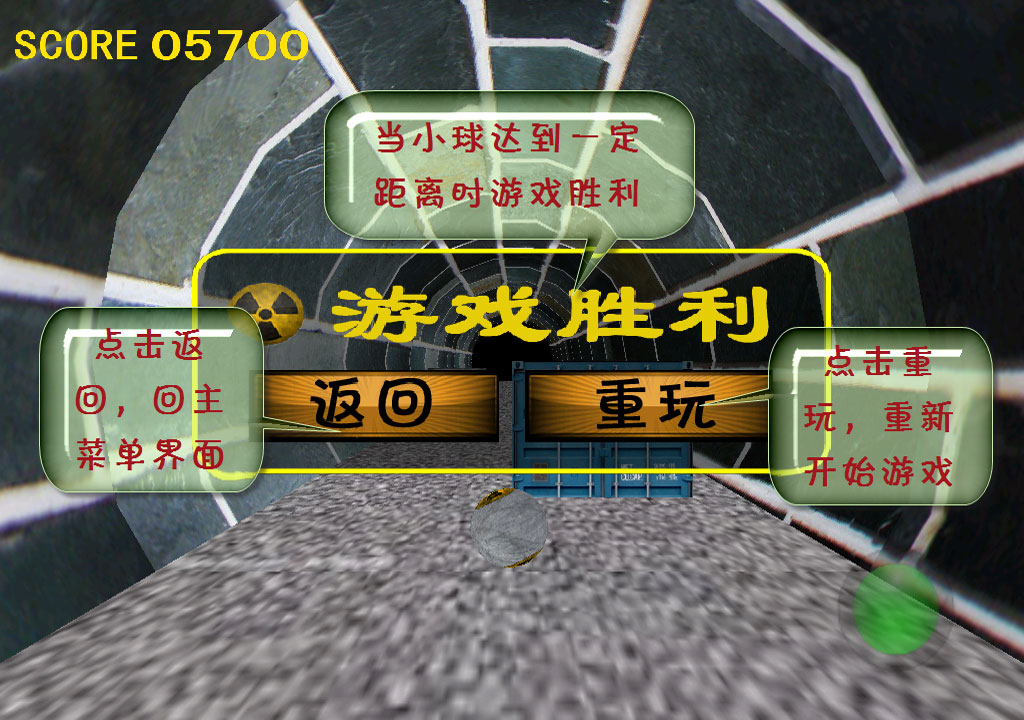 SCORE 05700
当小球达到一定
距离时游戏胜利
游戏胜利
点击返
回，回主
菜单界面
返回
重玩
点击重
玩，重新
开始游戏